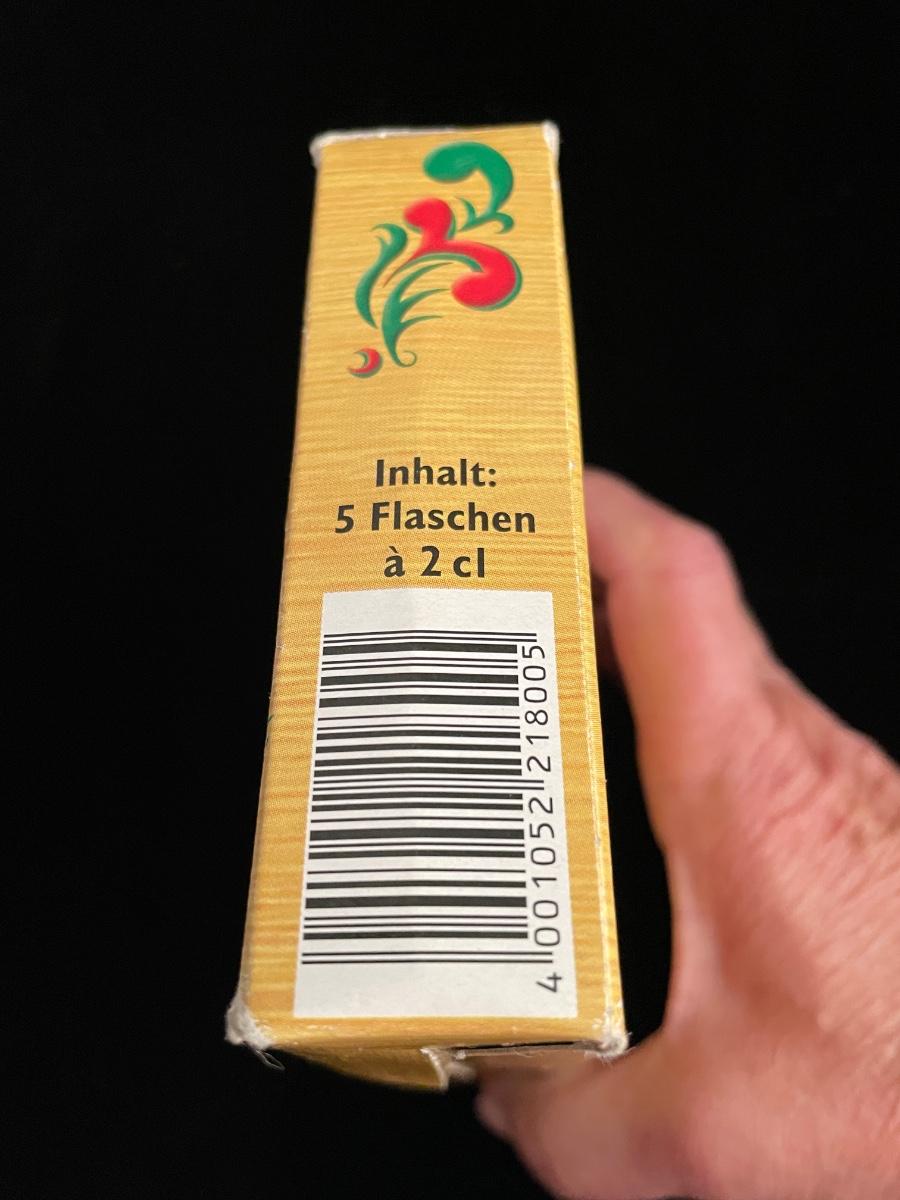 Inhalt:
5 Flaschen
à 2 cl
4 001052 218005